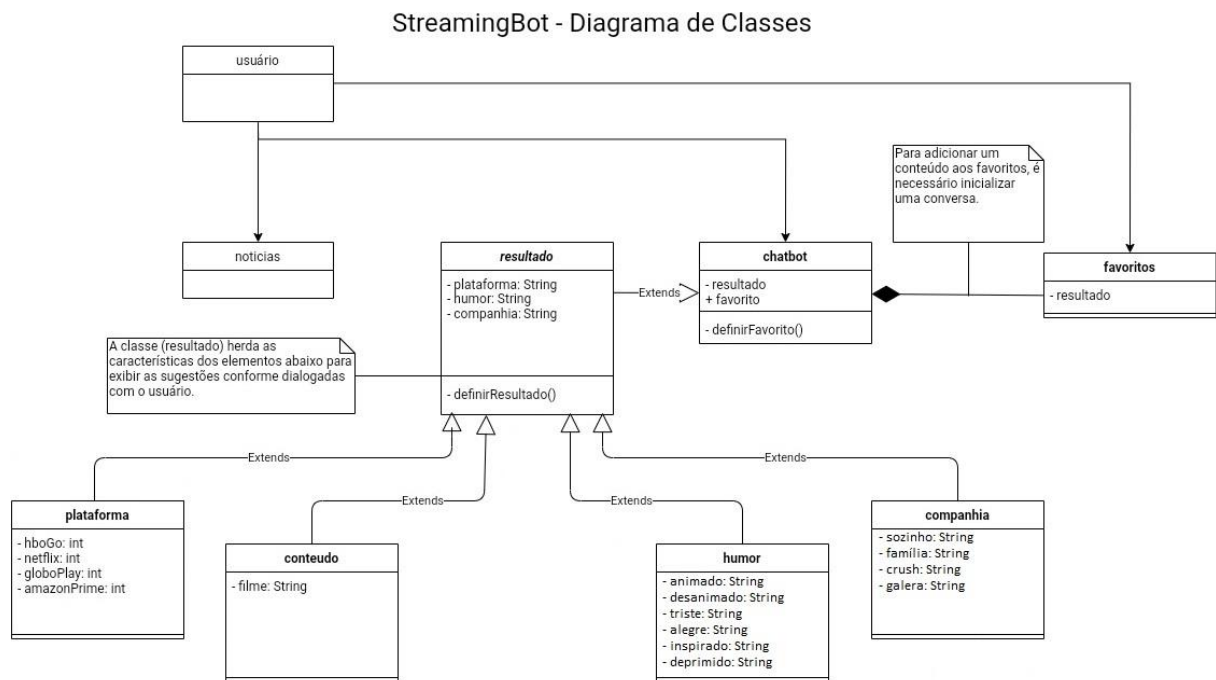 StreamingBot - Diagrama de Classes
usuário
Para adicionar um
conteúdo aos favoritos, é
necessário inicializar
uma conversa.
noticias
resultado
- plataforma: String
- humor: String
- companhia: String
- definirResultado()
Extends
chatbot
- resultado
+ favorito
- definirFavorito()
favoritos
- resultado
A classe (resultado) herda as
características dos elementos abaixo para
exibir as sugestões conforme dialogadas
com o usuário.
Extends
Extends
Extends
Extends
plataforma
- hboGo: int
- netflix: int
- globoPlay: int
- amazonPrime: int
conteudo
- filme: String
humor
- animado: String
- desanimado: String
- triste: String
- alegre: String
- inspirado: String
- deprimido: String
companhia
- sozinho: String
- família: String
- crush: String
- galera: String